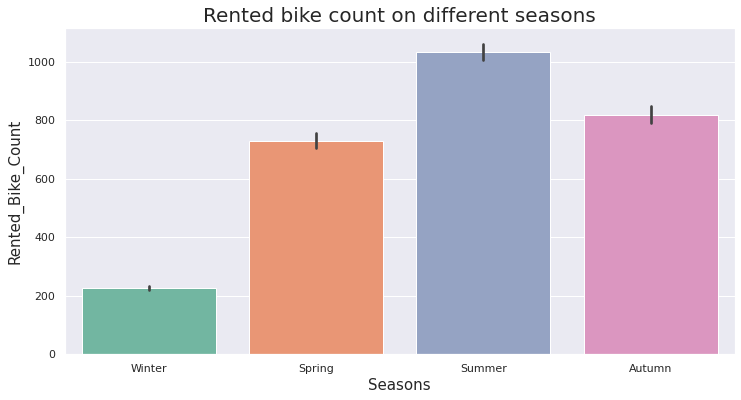 Rented bike count on different seasons
Rented_Bike_Count
1000
800
600
400
200
0
Winter Spring Summer Autumn
Seasons